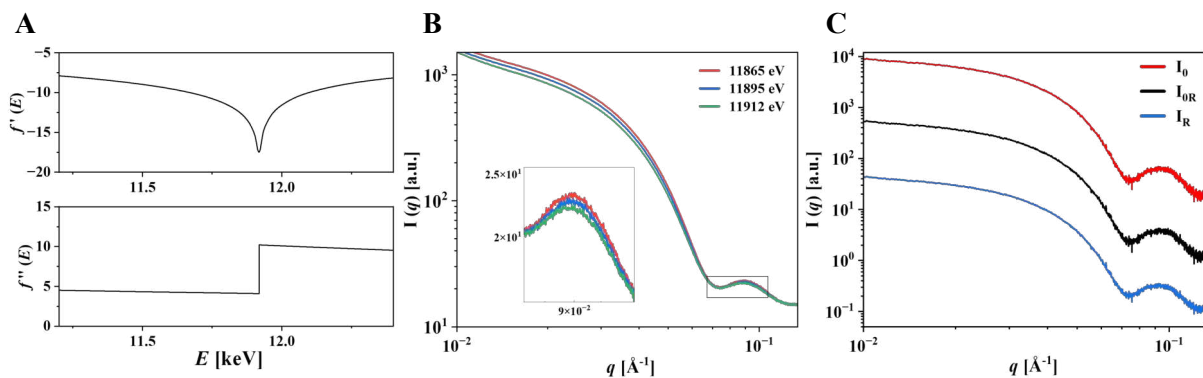 A
B
C
−5
−10
−15
−20
f' (E)
11.5
12.0
15
10
5
0
f'' (E)
11.5
12.0
E [keV]
10³
10²
10¹
I (q) [a.u.]
11865 eV
11895 eV
11912 eV
2.5×10¹
2×10¹
9×10⁻²
10⁻²
10⁻¹
q [Å⁻¹]
10⁴
10³
10²
10¹
10⁰
10⁻¹
I (q) [a.u.]
I₀
I₀R
I_R
10⁻²
10⁻¹
q [Å⁻¹]